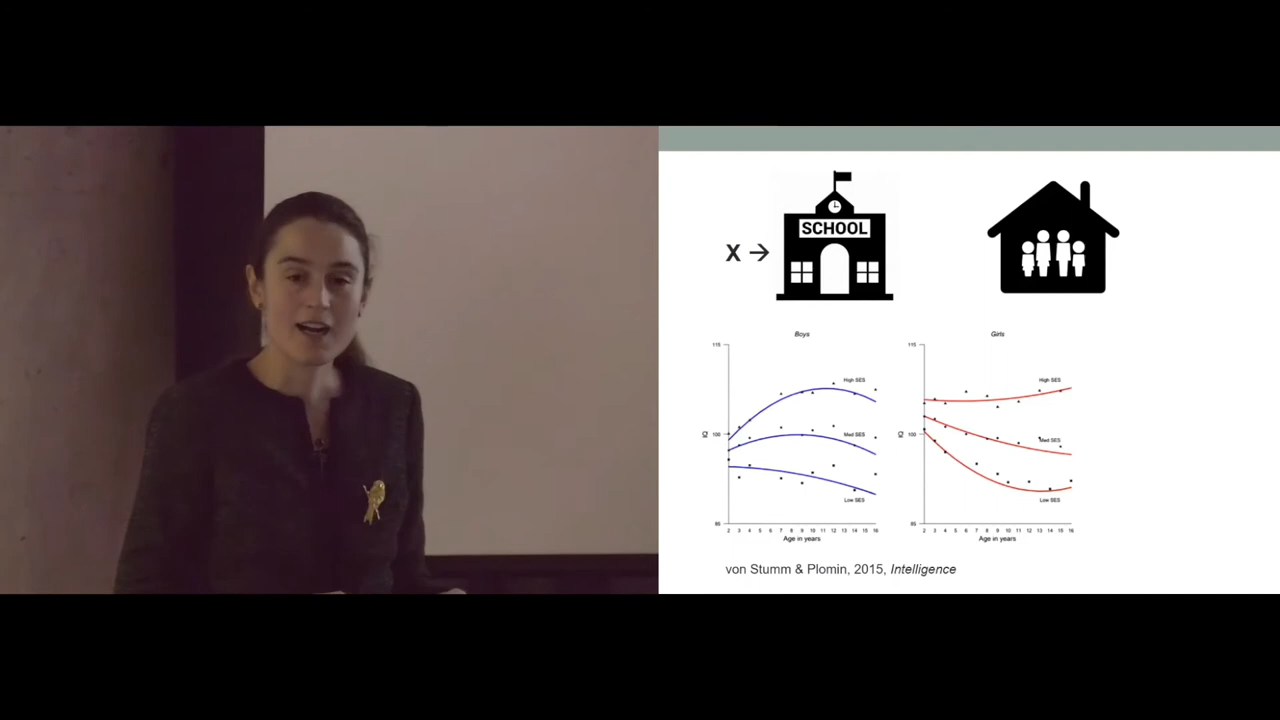 SCHOOL
X →
Boys
Girls
115
High SES
IQ
100
Med SES
Low SES
85
2 3 4 5 6 7 8 9 10 11 12 13 14 15 16
Age in years
115
High SES
IQ
100
Med SES
Low SES
85
2 3 4 5 6 7 8 9 10 11 12 13 14 15 16
Age in years
von Stumm & Plomin, 2015, Intelligence